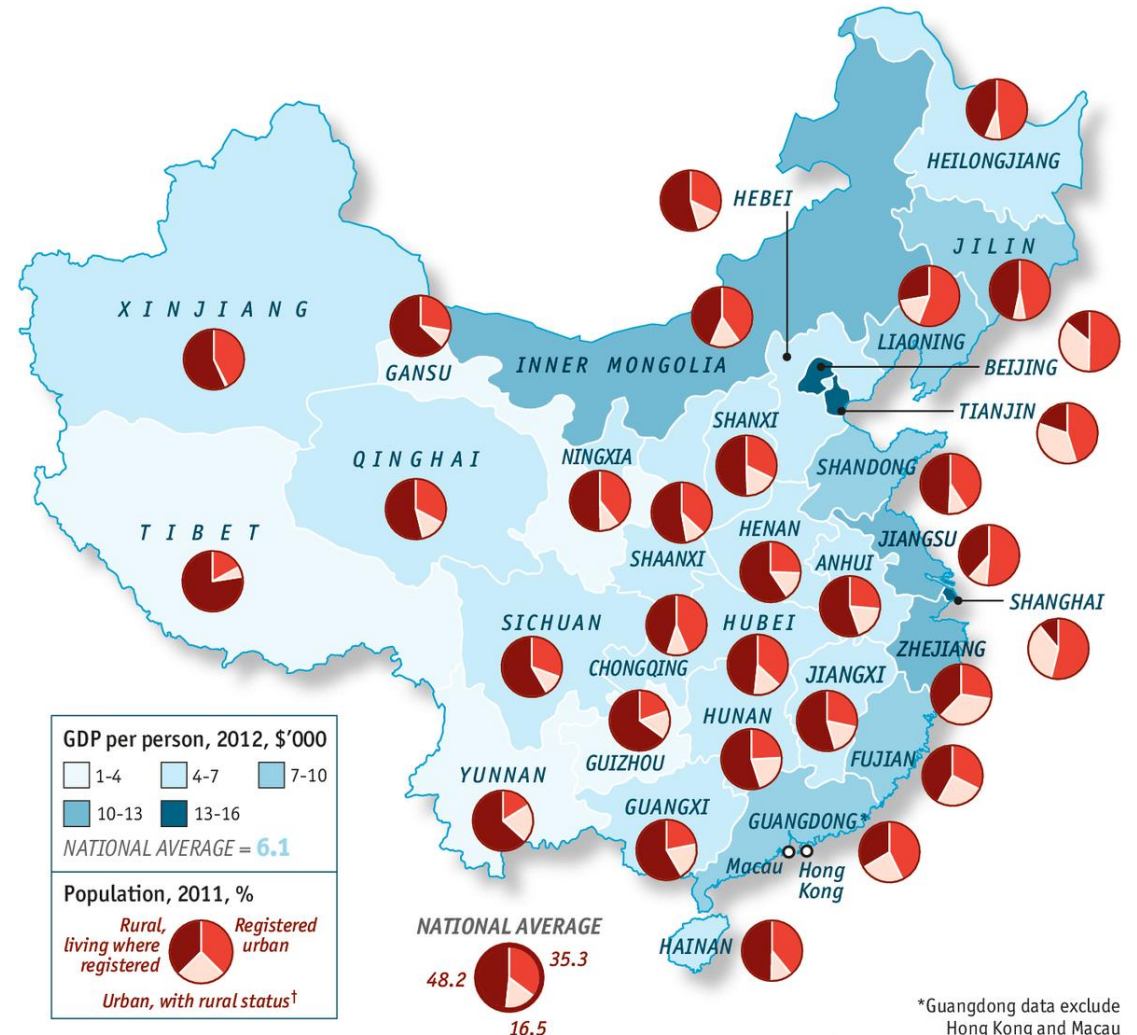 HEILONGJIANG
HEBEI
JILIN
XINJIANG
LIAONING
INNER MONGOLIA
BEIJING
GANSU
TIANJIN
SHANXI
QINGHAI
NINGXIA
SHANDONG
TIBET
HENAN
JIANGSU
SHAANXI
ANHUI
SHANGHAI
SICHUAN
HUBEI
ZHEJIANG
CHONGQING
JIANGXI
HUNAN
GUIZHOU
FUJIAN
YUNNAN
GUANGXI
GUANGDONG*
Macau
Hong
Kong
HAINAN
GDP per person, 2012, $’000
1-4 4-7 7-10
10-13 13-16
NATIONAL AVERAGE = 6.1
Population, 2011, %
Rural,
living where
registered
Registered
urban
Urban, with rural status†
NATIONAL AVERAGE
35.3
48.2
16.5
*Guangdong data exclude
Hong Kong and Macau